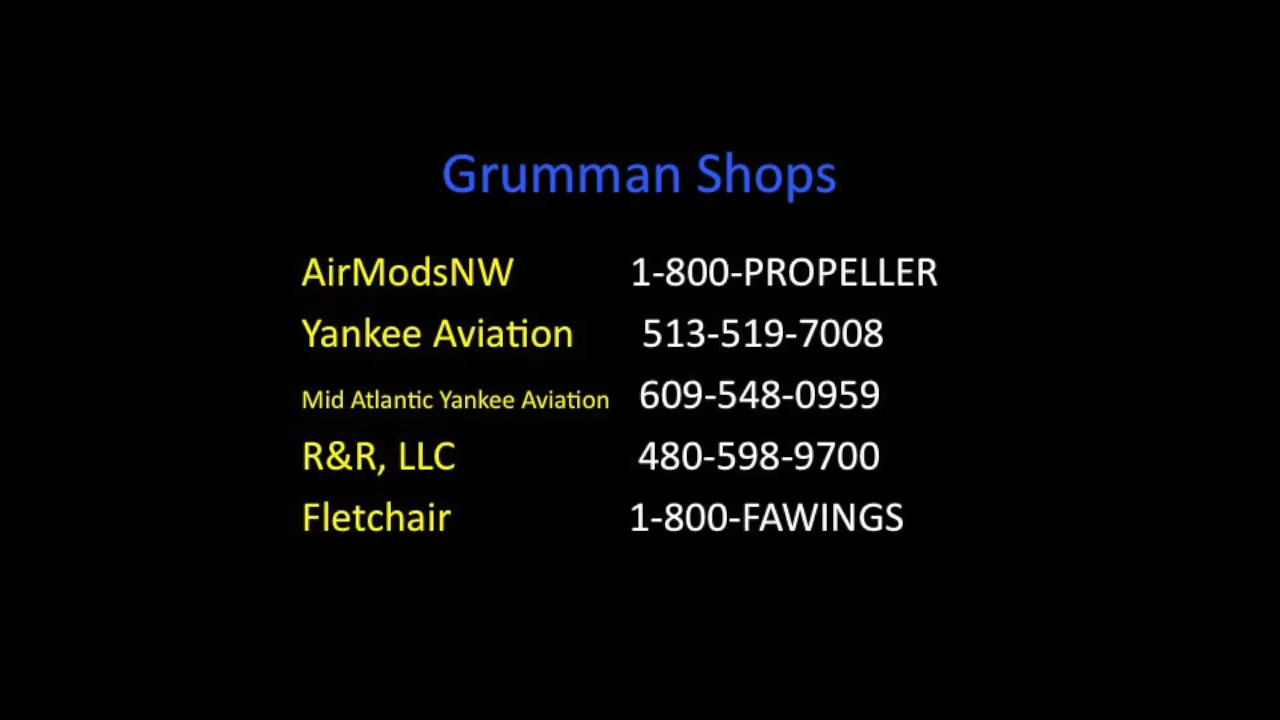 Grumman Shops
AirModsNW 1-800-PROPELLER
Yankee Aviation 513-519-7008
Mid Atlantic Yankee Aviation 609-548-0959
R&R, LLC 480-598-9700
Fletchair 1-800-FAWINGS